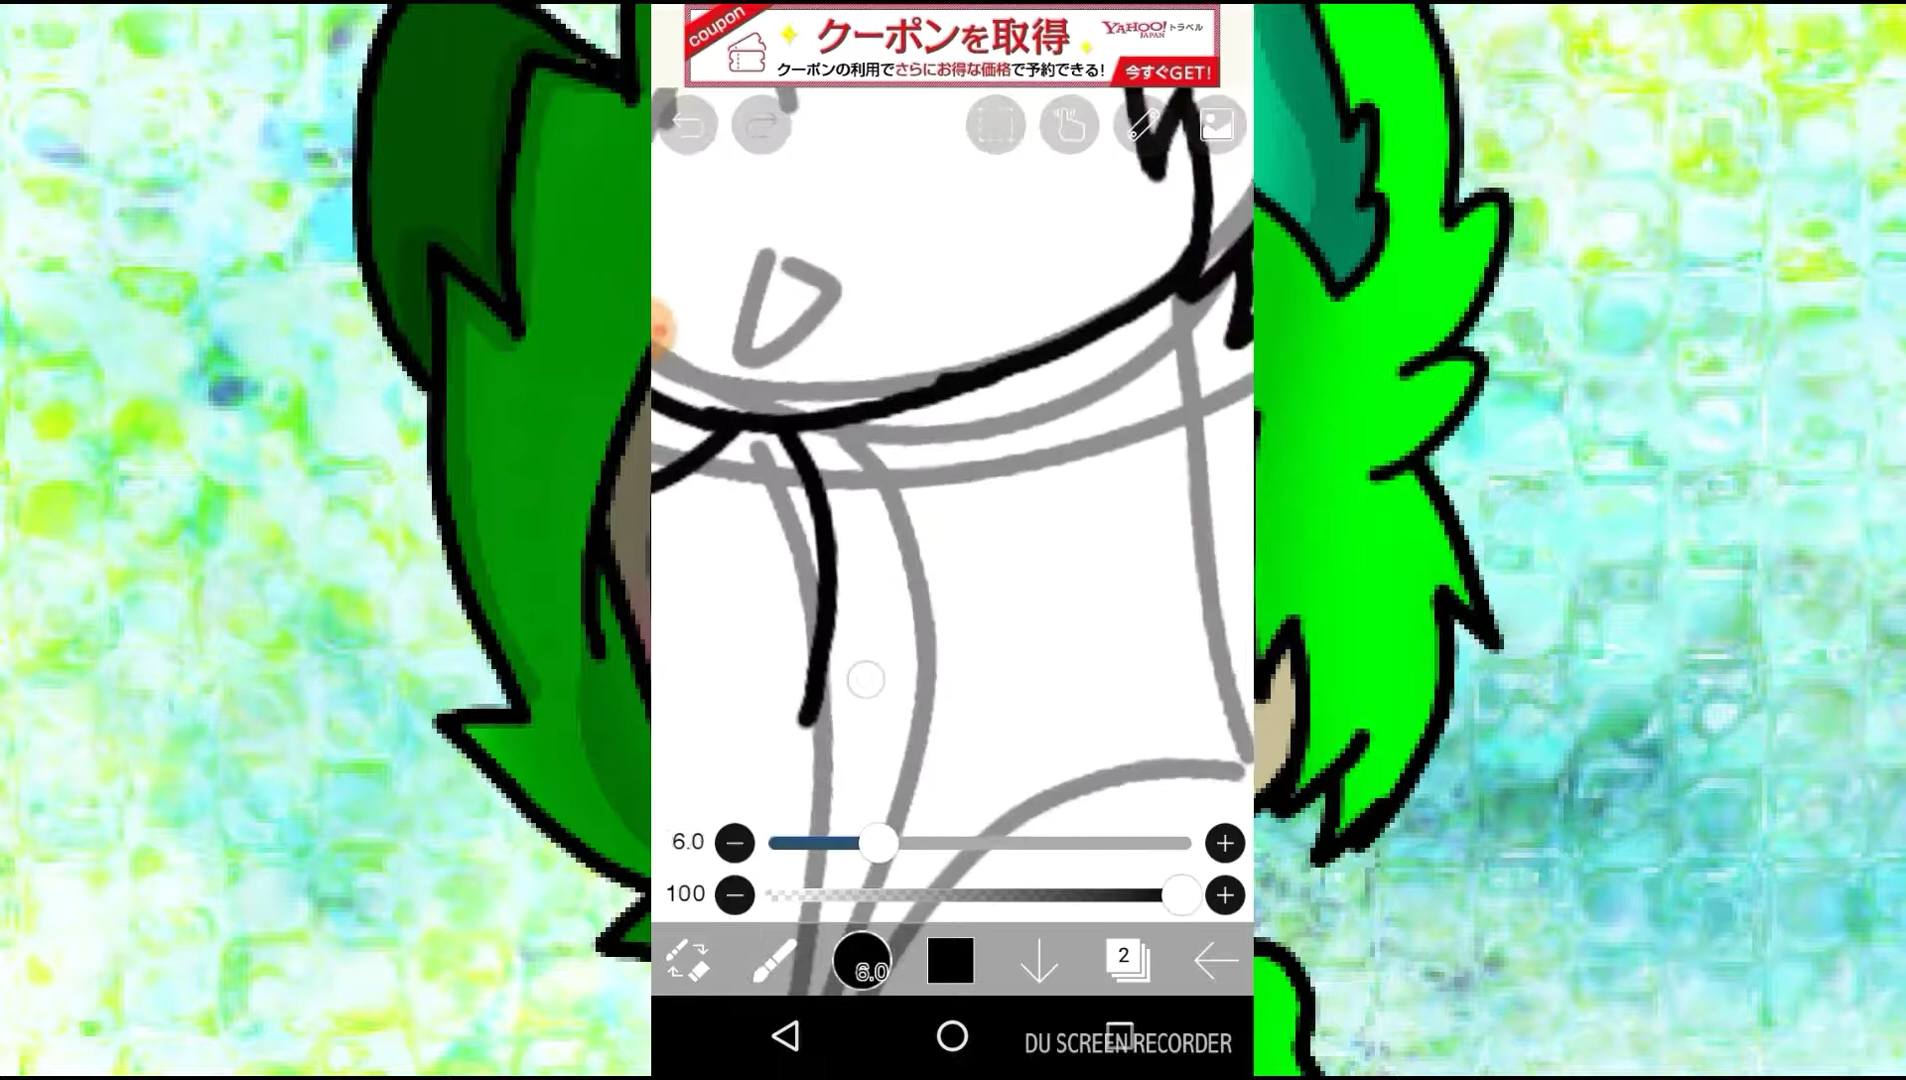 coupon
クーポンを取得
YAHOO! トラベル
JAPAN
クーポンの利用でさらにお得な価格で予約できる!
今すぐGET!
6.0
100
6.0
2
DU SCREEN RECORDER